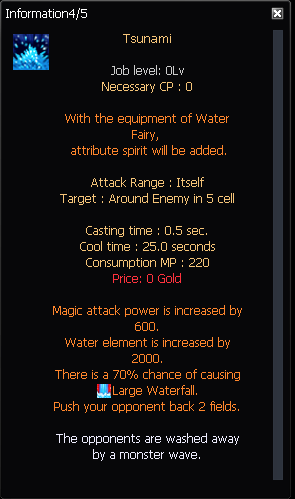 Information4/5
Tsunami
Job level: 0Lv
Necessary CP : 0
With the equipment of Water
Fairy,
attribute spirit will be added.
Attack Range : Itself
Target : Around Enemy in 5 cell
Casting time : 0.5 sec.
Cool time : 25.0 seconds
Consumption MP : 220
Price: 0 Gold
Magic attack power is increased by
600.
Water element is increased by
2000.
There is a 70% chance of causing
Large Waterfall.
Push your opponent back 2 fields.
The opponents are washed away
by a monster wave.